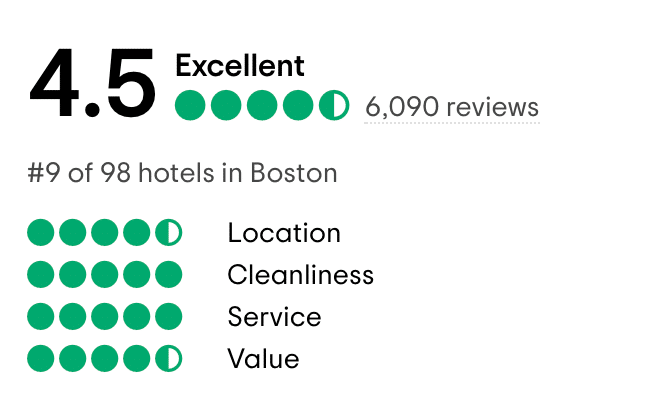 4.5 Excellent
6,090 reviews
#9 of 98 hotels in Boston
Location
Cleanliness
Service
Value